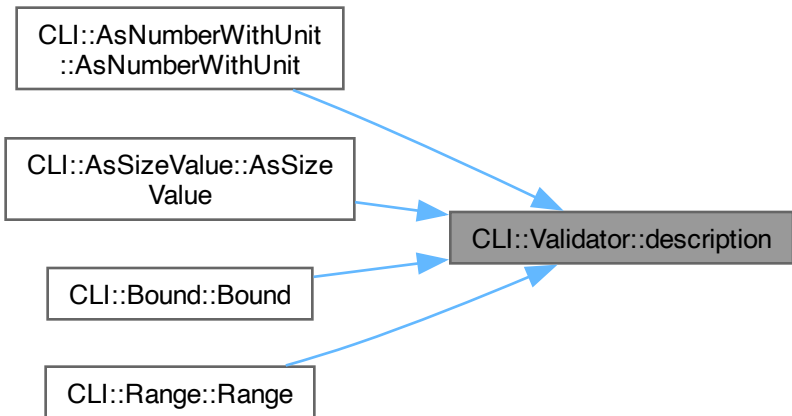 CLI::AsNumberWithUnit
::AsNumberWithUnit
CLI::AsSizeValue::AsSize
Value
CLI::Validator::description
CLI::Bound::Bound
CLI::Range::Range